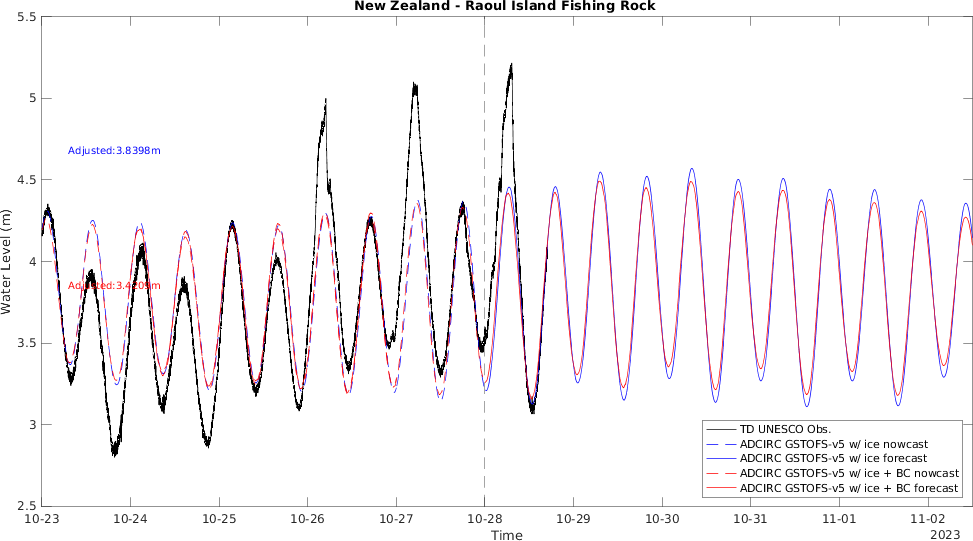 New Zealand - Raoul Island Fishing Rock
5.5
5
4.5
4
3.5
3
2.5
Water Level (m)
Adjusted:3.8398m
TD UNESCO Obs.
ADCIRC GSTOFS-v5 w/ ice nowcast
ADCIRC GSTOFS-v5 w/ ice forecast
ADCIRC GSTOFS-v5 w/ ice + BC nowcast
ADCIRC GSTOFS-v5 w/ ice + BC forecast
10-23 10-24 10-25 10-26 10-27 10-28 10-29 10-30 10-31 11-01 11-02
Time
2023